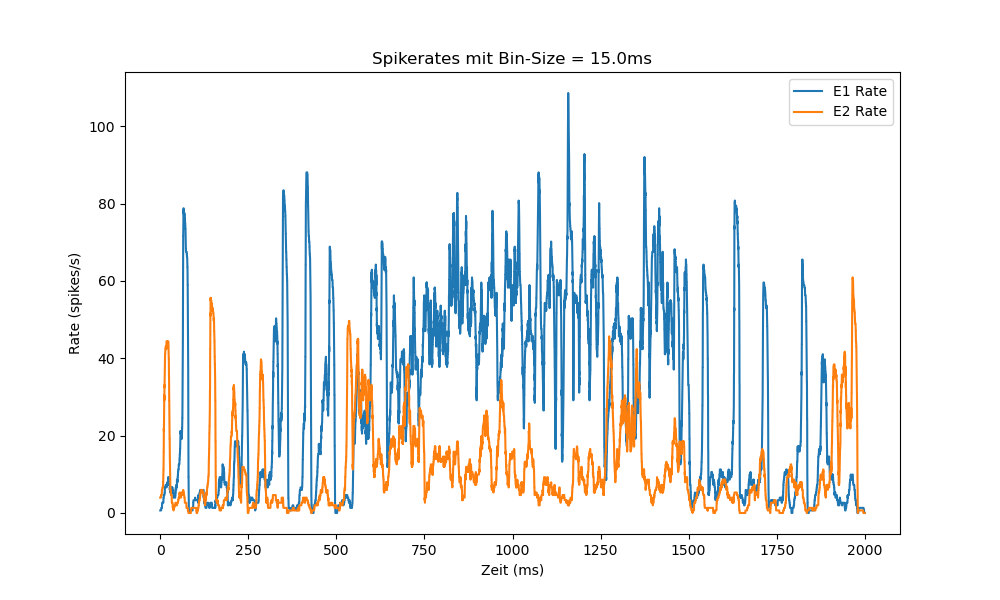 Spikerates mit Bin-Size = 15.0ms
E1 Rate
E2 Rate
Rate (spikes/s)
100
80
60
40
20
0
0 250 500 750 1000 1250 1500 1750 2000
Zeit (ms)